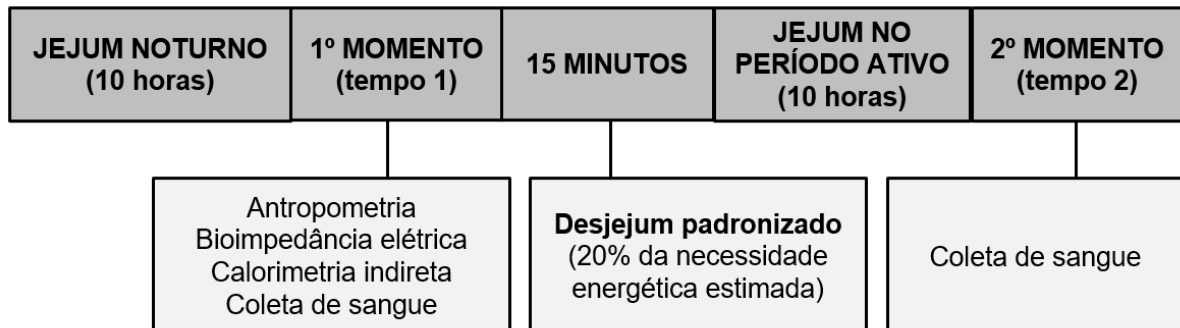 JEJUM NOTURNO
(10 horas)
1º MOMENTO
(tempo 1)
15 MINUTOS
JEJUM NO
PERÍODO ATIVO
(10 horas)
2º MOMENTO
(tempo 2)
Antropometria
Bioimpedância elétrica
Calorimetria indireta
Coleta de sangue
Desjejum padronizado
(20% da necessidade
energética estimada)
Coleta de sangue